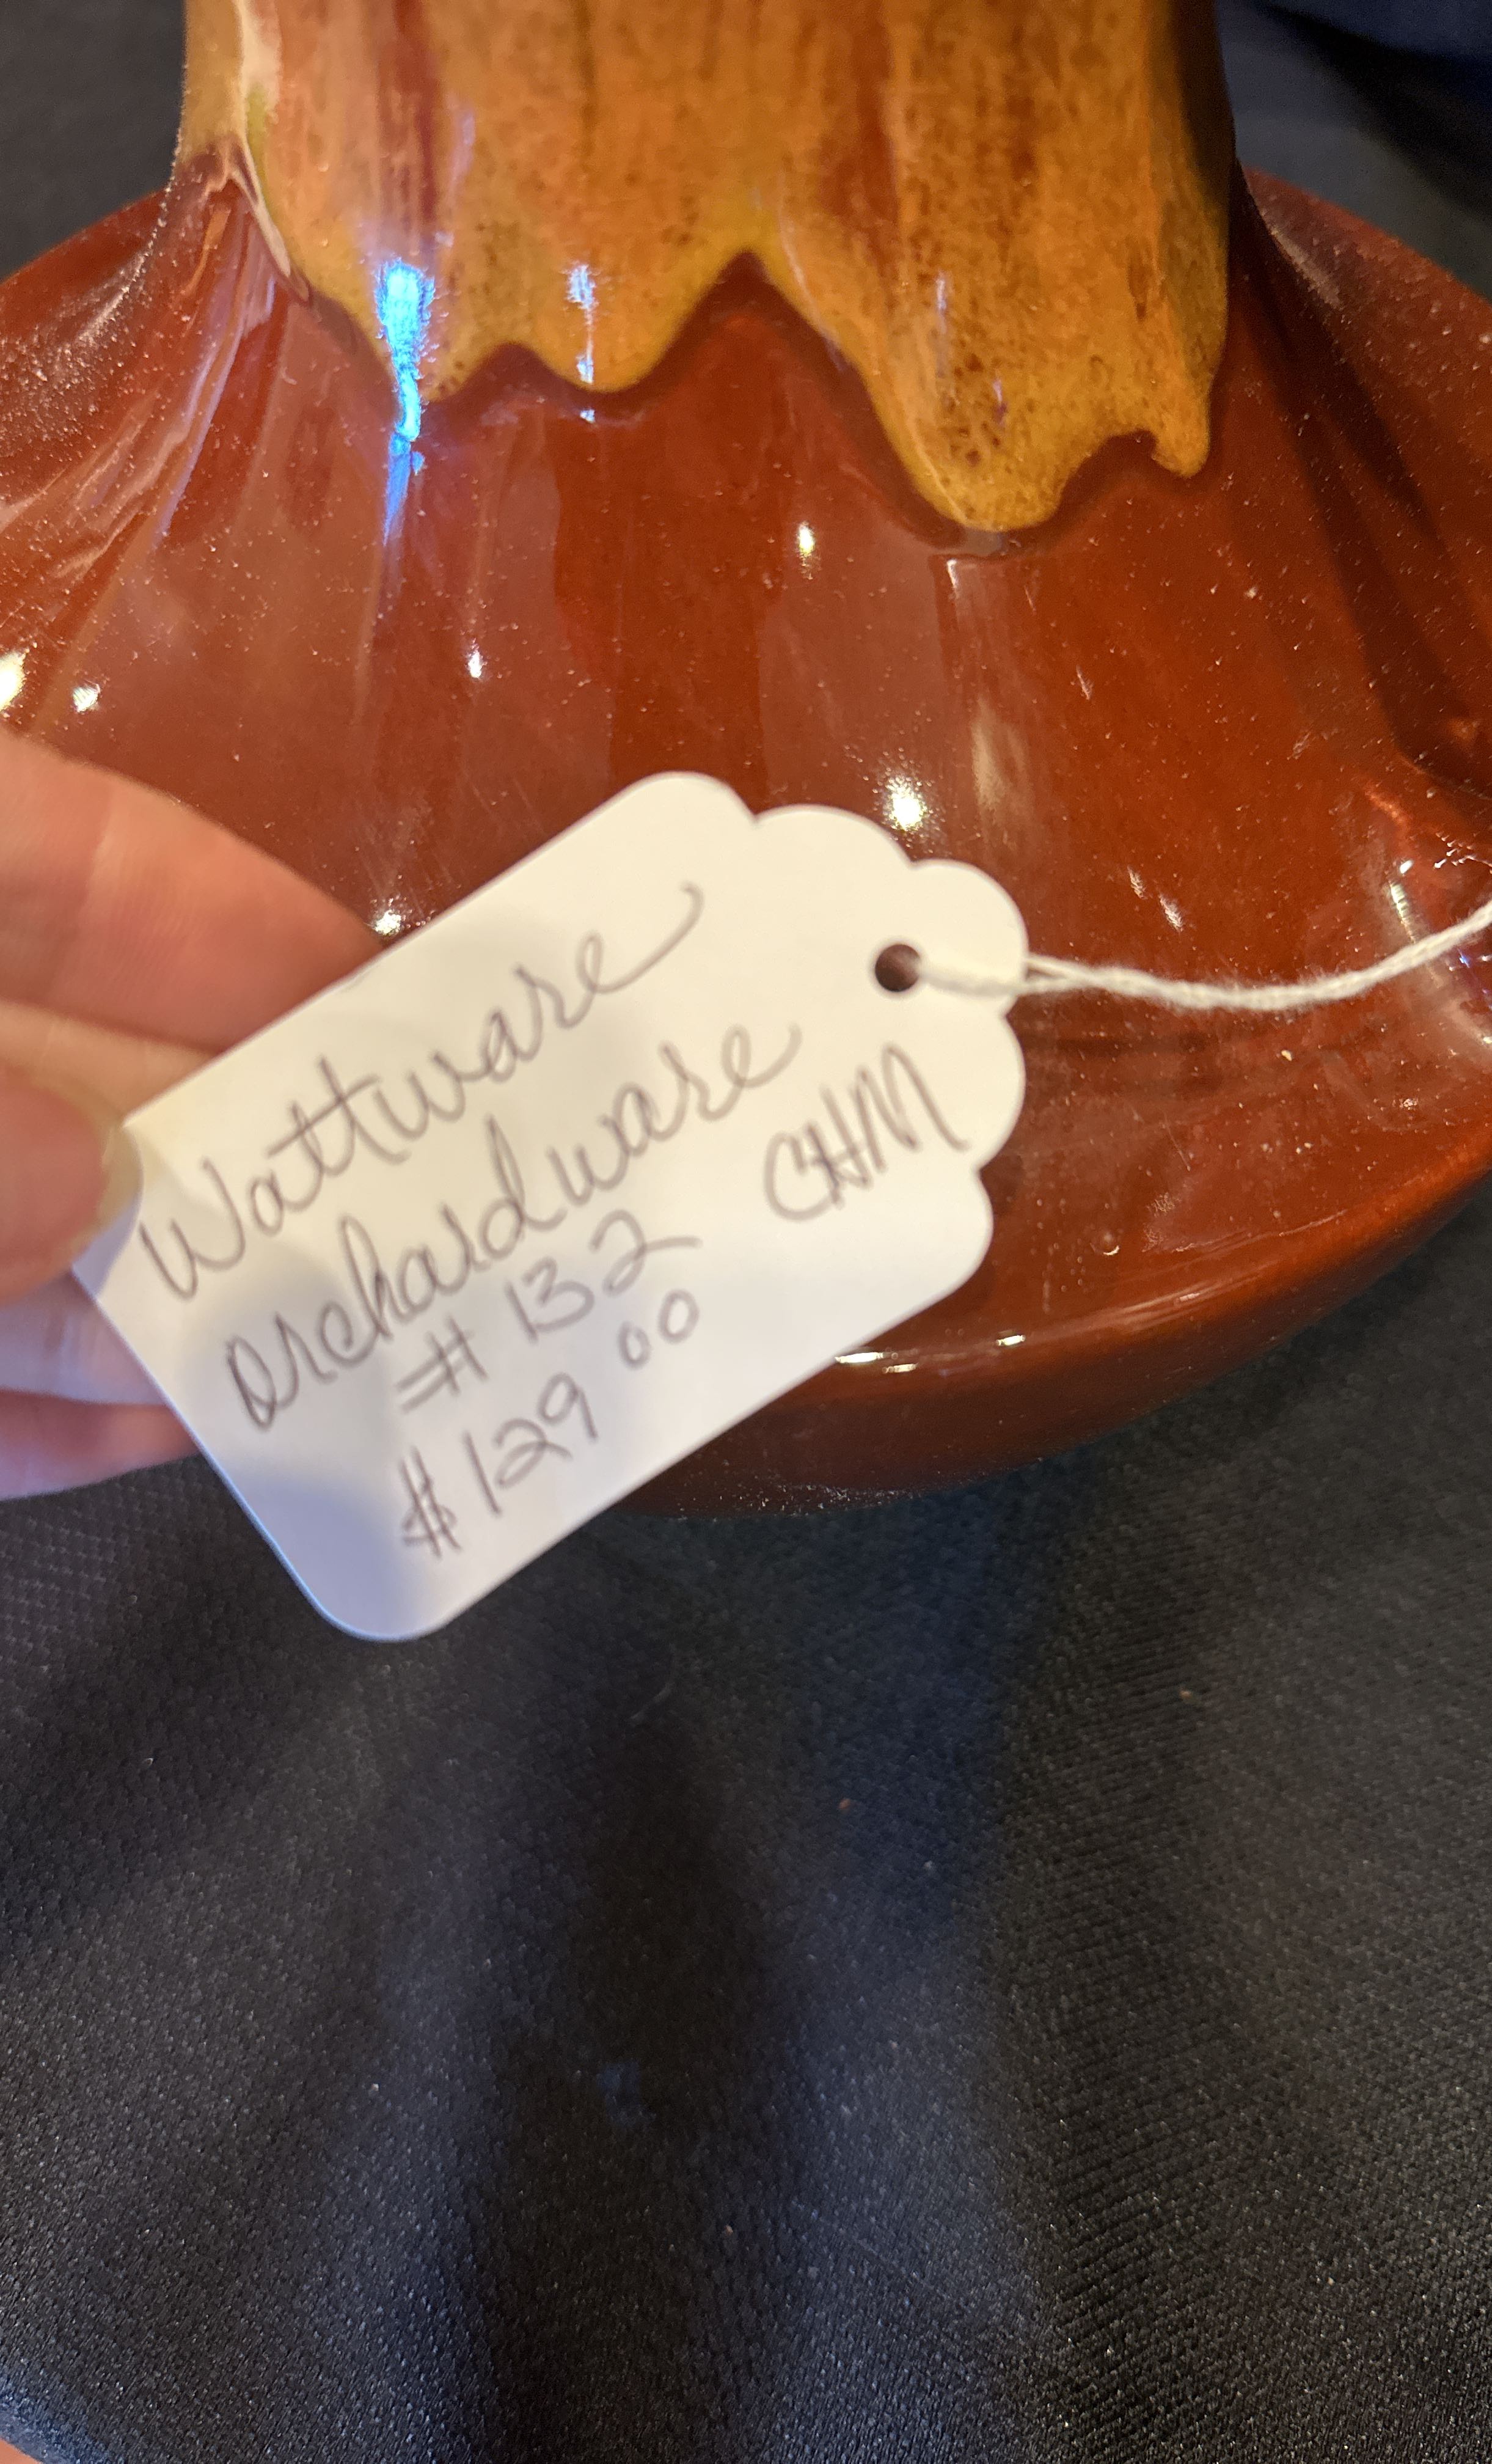 Wattware
Orchardware
# 132 CHM
$129 00